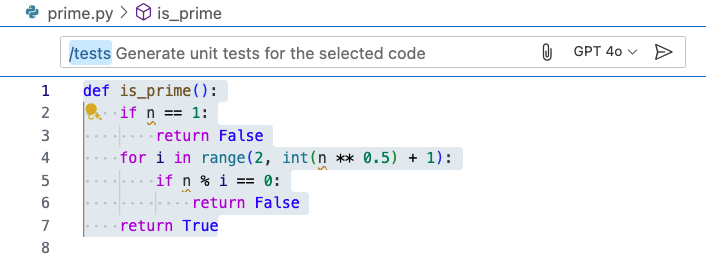 prime.py > is_prime
/tests Generate unit tests for the selected code GPT 4o
1 def is_prime():
2     if n == 1:
3         return False
4     for i in range(2, int(n ** 0.5) + 1):
5         if n % i == 0:
6             return False
7     return True
8